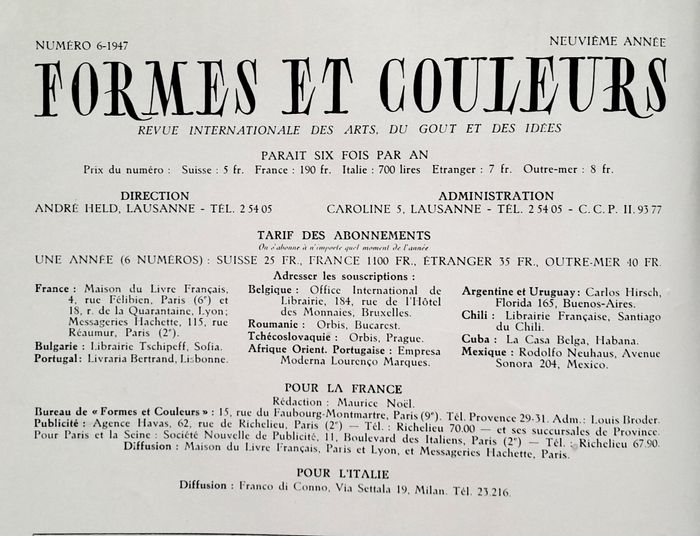 NUMÉRO 6-1947
NEUVIÈME ANNÉE
FORMES ET COULEURS
REVUE INTERNATIONALE DES ARTS, DU GOUT ET DES IDÉES
PARAIT SIX FOIS PAR AN
Prix du numéro : Suisse : 5 fr. France : 190 fr. Italie : 700 lires Etranger : 7 fr. Outre-mer : 8 fr.
DIRECTION
ANDRÉ HELD, LAUSANNE - TÉL. 2 54 05
ADMINISTRATION
CAROLINE 5, LAUSANNE - TÉL. 2 54 05 - C. C. P. II. 93 77
TARIF DES ABONNEMENTS
On s'abonne à n'importe quel moment de l'année
UNE ANNÉE (6 NUMÉROS) : SUISSE 25 FR., FRANCE 1100 FR., ÉTRANGER 35 FR., OUTRE-MER 40 FR.
Adresser les souscriptions :
France : Maison du Livre Français,
4, rue Félibien, Paris (6e) et
18, r. de la Quarantaine, Lyon ;
Messageries Hachette, 115, rue
Réaumur, Paris (2e).
Bulgarie : Librairie Tschipeff, Sofia.
Portugal : Livraria Bertrand, Lisbonne.
Belgique : Office International de
Librairie, 184, rue de l'Hôtel
des Monnaies, Bruxelles.
Roumanie : Orbis, Bucarest.
Tchécoslovaquie : Orbis, Prague.
Afrique Orient. Portugaise : Empresa
Moderna Lourenço Marques.
Argentine et Uruguay : Carlos Hirsch,
Florida 165, Buenos-Aires.
Chili : Librairie Française, Santiago
du Chili.
Cuba : La Casa Belga, Habana.
Mexique : Rodolfo Neuhaus, Avenue
Sonora 204, Mexico.
POUR LA FRANCE
Rédaction : Maurice Noël.
Bureau de « Formes et Couleurs » : 15, rue du Faubourg-Montmartre, Paris (9e). Tél. Provence 29-31. Adm. : Louis Broder.
Publicité : Agence Havas, 62, rue de Richelieu, Paris (2e) — Tél. : Richelieu 70.00 — et ses succursales de Province.
Pour Paris et la Seine : Société Nouvelle de Publicité, 11, Boulevard des Italiens, Paris (2e) — Tél. : Richelieu 67.90.
Diffusion : Maison du Livre Français, Paris et Lyon, et Messageries Hachette, Paris.
POUR L'ITALIE
Diffusion : Franco di Conno, Via Settala 19, Milan. Tél. 23.216.